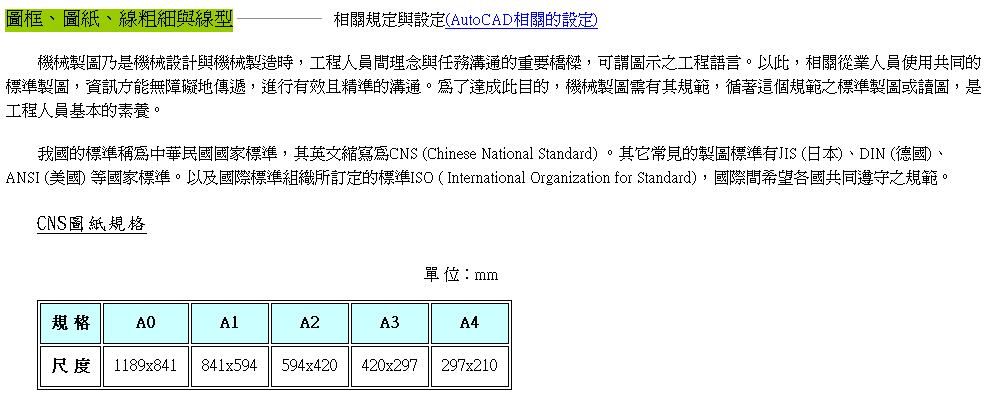 圖框、圖紙、線粗細與線型 ———— 相關規定與設定(AutoCAD相關的設定)
機械製圖乃是機械設計與機械製造時，工程人員間理念與任務溝通的重要橋樑，可謂圖示之工程語言。以此，相關從業人員使用共同的
標準製圖，資訊方能無障礙地傳遞，進行有效且精準的溝通。為了達成此目的，機械製圖需有其規範，循著這個規範之標準製圖或讀圖，是
工程人員基本的素養。
我國的標準稱為中華民國國家標準，其英文縮寫為CNS (Chinese National Standard) 。其它常見的製圖標準有JIS (日本)、DIN (德國)、
ANSI (美國) 等國家標準。以及國際標準組織所訂定的標準ISO ( International Organization for Standard)，國際間希望各國共同遵守之規範。
CNS圖紙規格
單 位：mm
規 格 A0 A1 A2 A3 A4
尺 度 1189x841 841x594 594x420 420x297 297x210